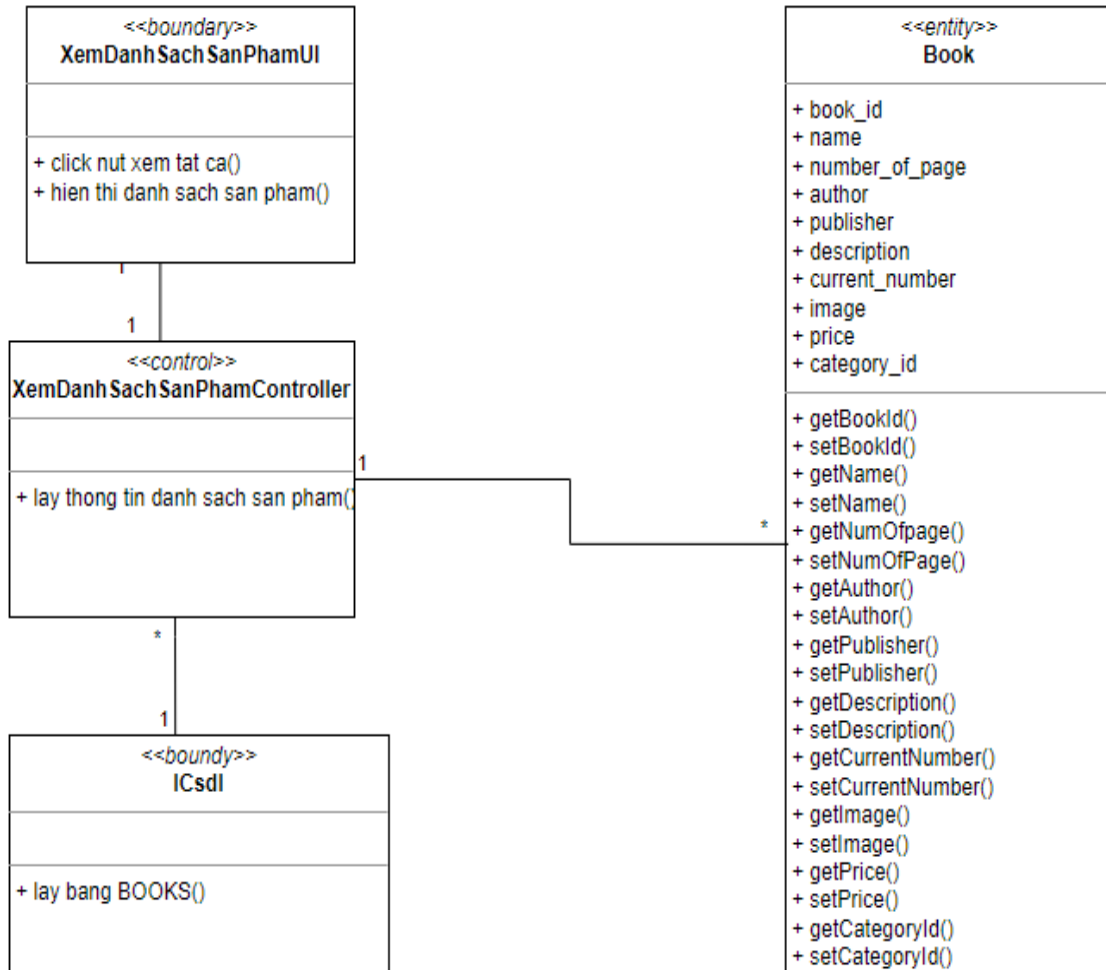 <<boundary>>
XemDanhSachSanPhamUI
+ click nut xem tat ca()
+ hien thi danh sach san pham()
1
1
<<control>>
XemDanhSachSanPhamController
+ lay thong tin danh sach san pham()
1
*
*
1
<<boundy>>
ICsdl
+ lay bang BOOKS()
<<entity>>
Book
+ book_id
+ name
+ number_of_page
+ author
+ publisher
+ description
+ current_number
+ image
+ price
+ category_id
+ getBookId()
+ setBookId()
+ getName()
+ setName()
+ getNumOfpage()
+ setNumOfPage()
+ getAuthor()
+ setAuthor()
+ getPublisher()
+ setPublisher()
+ getDescription()
+ setDescription()
+ getCurrentNumber()
+ setCurrentNumber()
+ getImage()
+ setImage()
+ getPrice()
+ setPrice()
+ getCategoryId()
+ setCategoryId()